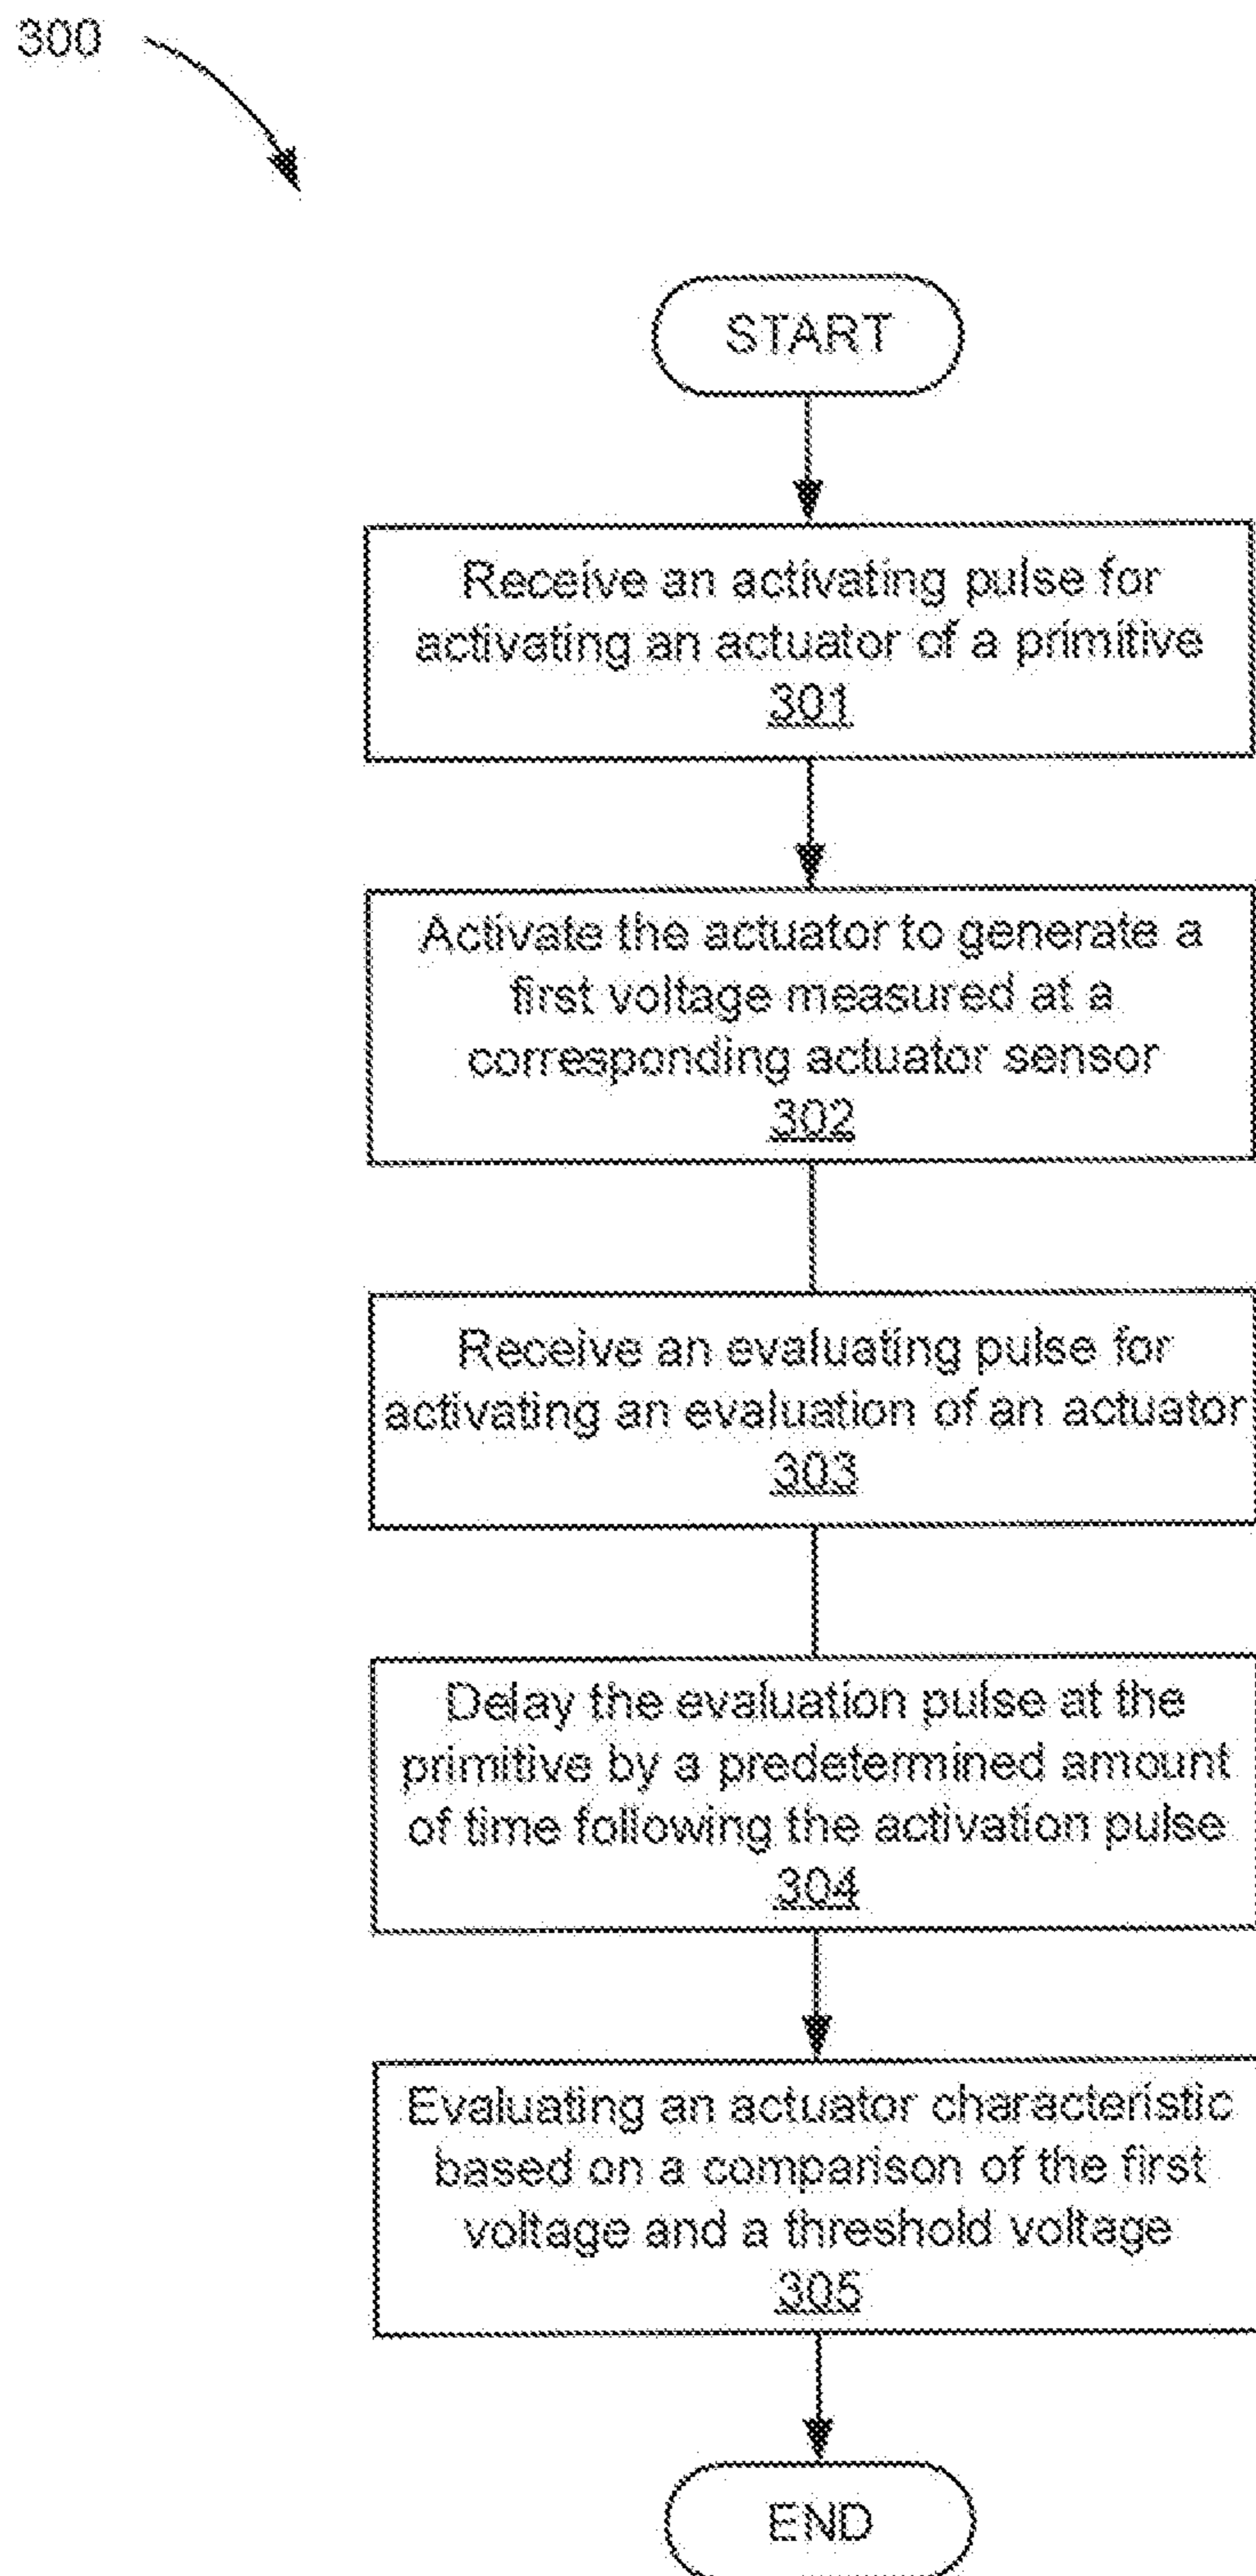 300
START
Receive an activating pulse for
activating an actuator of a primitive
301
Activate the actuator to generate a
first voltage measured at a
corresponding actuator sensor
302
Receive an evaluating pulse for
activating an evaluation of an actuator
303
Delay the evaluation pulse at the
primitive by a predetermined amount
of time following the activation pulse
304
Evaluating an actuator characteristic
based on a comparison of the first
voltage and a threshold voltage
305
END